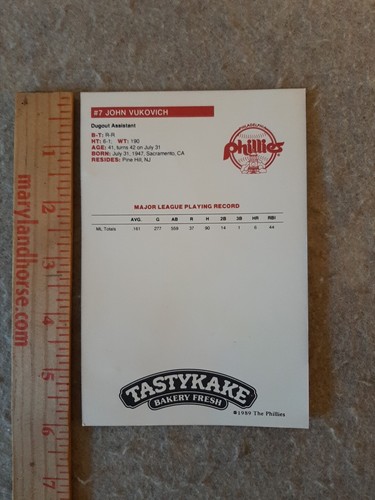 #7 JOHN VUKOVICH
Dugout Assistant
B-T: R-R
HT: 6-1; WT: 190
AGE: 41, turns 42 on July 31
BORN: July 31, 1947, Sacramento, CA
RESIDES: Pine Hill, NJ
PHILADELPHIA
Phillies
MAJOR LEAGUE PLAYING RECORD
AVG. G AB R H 2B 3B HR RBI
ML Totals .161 277 559 37 90 14 1 6 44
TASTYKAKE
BAKERY FRESH
©1989 The Phillies
marylandhorse.com
1
2
3
4
5
6
7